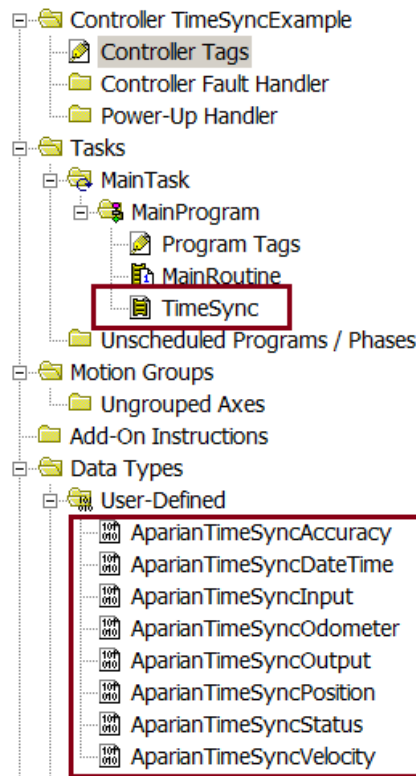 Controller TimeSyncExample
Controller Tags
Controller Fault Handler
Power-Up Handler
Tasks
MainTask
MainProgram
Program Tags
MainRoutine
TimeSync
Unscheduled Programs / Phases
Motion Groups
Ungrouped Axes
Add-On Instructions
Data Types
User-Defined
AparianTimeSyncAccuracy
AparianTimeSyncDateTime
AparianTimeSyncInput
AparianTimeSyncOdometer
AparianTimeSyncOutput
AparianTimeSyncPosition
AparianTimeSyncStatus
AparianTimeSyncVelocity